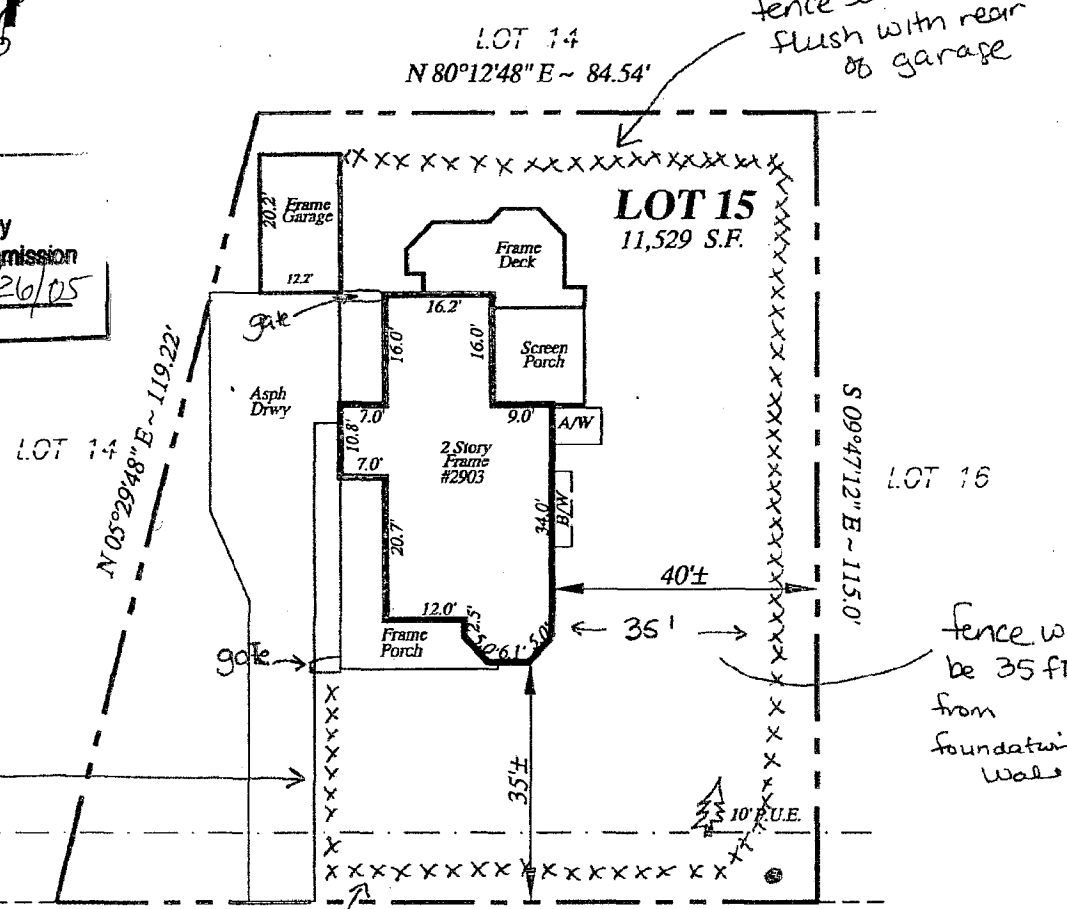 fence
flush with rear
of garage
LOT 14
N 80°12'48" E ~ 84.54'
LOT 15
11,529 S.F.
26/05
Frame
Garage
20.2'
12.2'
Frame
Deck
gate
16.2'
16.0'
16.0'
Screen
Porch
Asph
Drwy
7.0'
9.0'
A/W
10.8'
7.0'
2 Story
Frame
#2903
B/W
34.0'
20.7'
LOT 14
N 05°29'48" E ~ 119.22'
S 09°47'12" E ~ 115.0'
LOT 16
40'±
12.0'
2.5'
5.0'
6.1'
5.0'
Frame
Porch
gate
35'
fence w
be 35 ft
from
foundation
35'±
10' P.U.E.